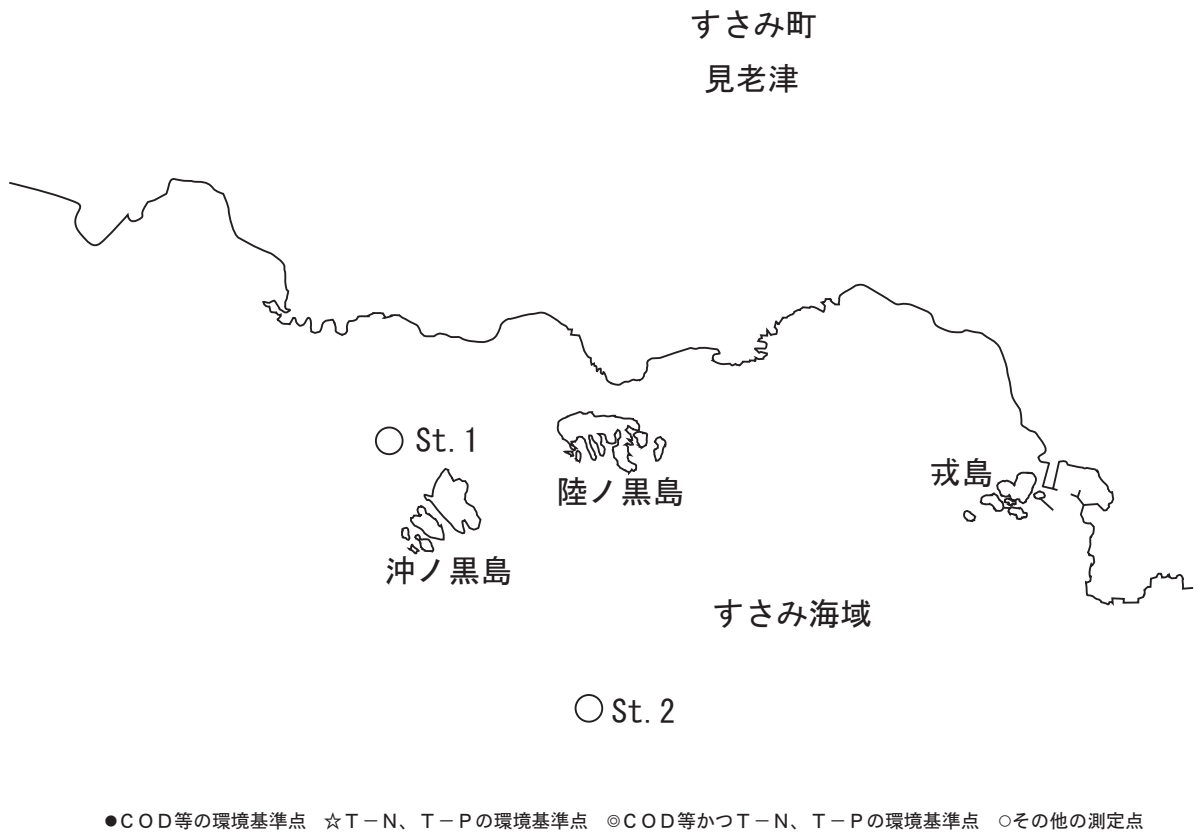 すさみ町
見老津
St.1
陸ノ黒島
戎島
沖ノ黒島
すさみ海域
St.2
●COD等の環境基準点 ☆T－N、T－Pの環境基準点 ◎COD等かつT－N、T－Pの環境基準点 ○その他の測定点